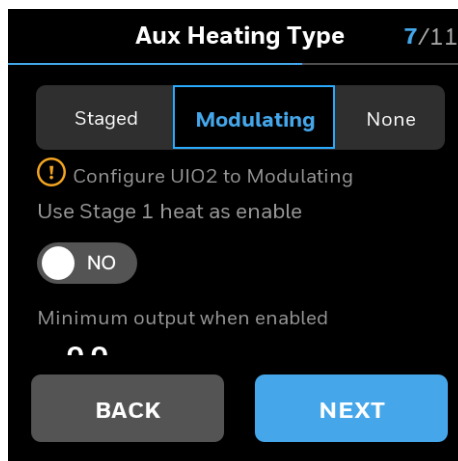 Aux Heating Type 7/11
Staged Modulating None
! Configure UIO2 to Modulating
Use Stage 1 heat as enable
NO
Minimum output when enabled
BACK NEXT